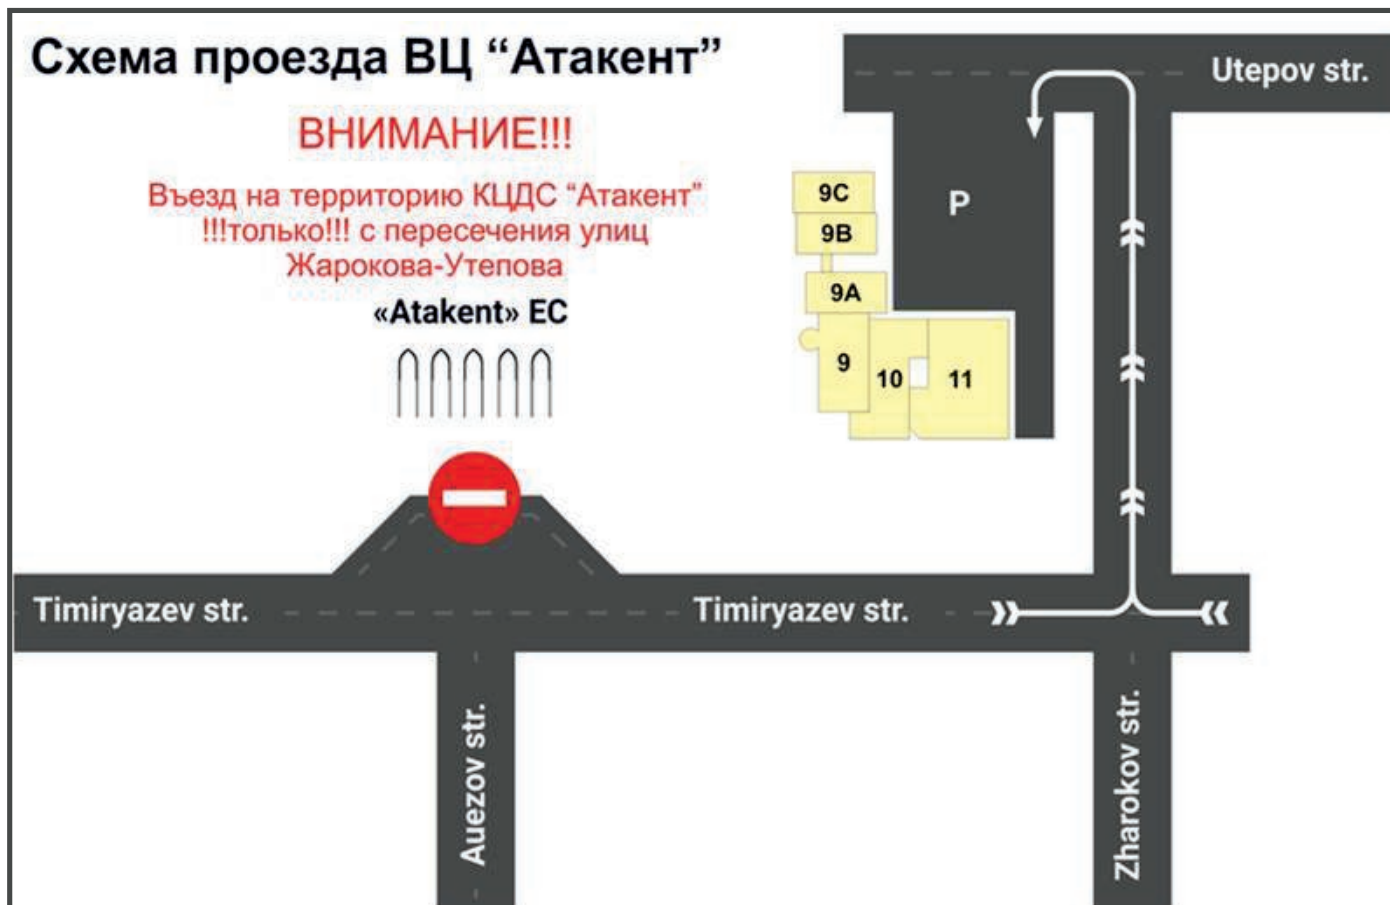 Схема проезда ВЦ “Атакент”
ВНИМАНИЕ!!!
Въезд на территорию КЦДС “Атакент”
!!!только!!! с пересечения улиц
Жарокова-Утепова
«Atakent» EC
Utepov str.
P
9C
9B
9A
9
10
11
Timiryazev str.
Timiryazev str.
Auezov str.
Zharokov str.